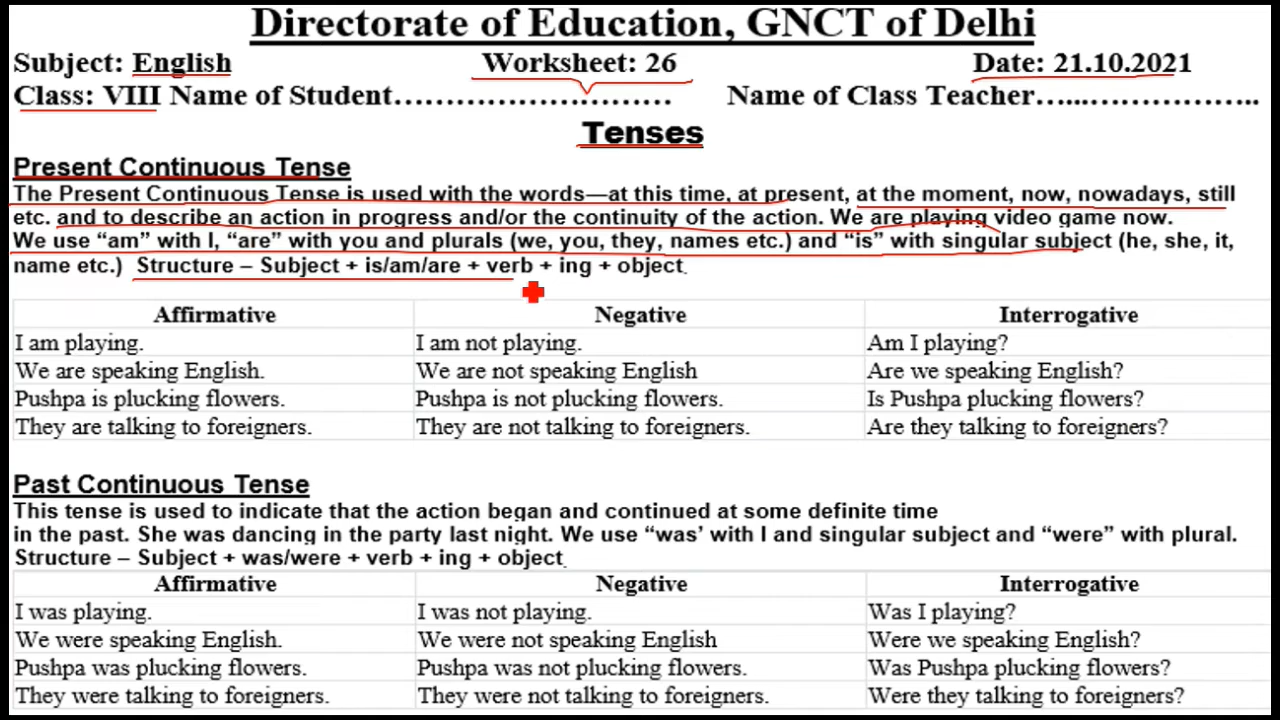 Directorate of Education, GNCT of Delhi
Subject: English Worksheet: 26 Date: 21.10.2021
Class: VIII Name of Student……………………… Name of Class Teacher…...……………..
Tenses
Present Continuous Tense
The Present Continuous Tense is used with the words—at this time, at present, at the moment, now, nowadays, still
etc. and to describe an action in progress and/or the continuity of the action. We are playing video game now.
We use “am” with I, “are” with you and plurals (we, you, they, names etc.) and “is” with singular subject (he, she, it,
name etc.) Structure – Subject + is/am/are + verb + ing + object.
Affirmative Negative Interrogative
I am playing. I am not playing. Am I playing?
We are speaking English. We are not speaking English Are we speaking English?
Pushpa is plucking flowers. Pushpa is not plucking flowers. Is Pushpa plucking flowers?
They are talking to foreigners. They are not talking to foreigners. Are they talking to foreigners?
Past Continuous Tense
This tense is used to indicate that the action began and continued at some definite time
in the past. She was dancing in the party last night. We use “was’ with I and singular subject and “were” with plural.
Structure – Subject + was/were + verb + ing + object.
Affirmative Negative Interrogative
I was playing. I was not playing. Was I playing?
We were speaking English. We were not speaking English Were we speaking English?
Pushpa was plucking flowers. Pushpa was not plucking flowers. Was Pushpa plucking flowers?
They were talking to foreigners. They were not talking to foreigners. Were they talking to foreigners?